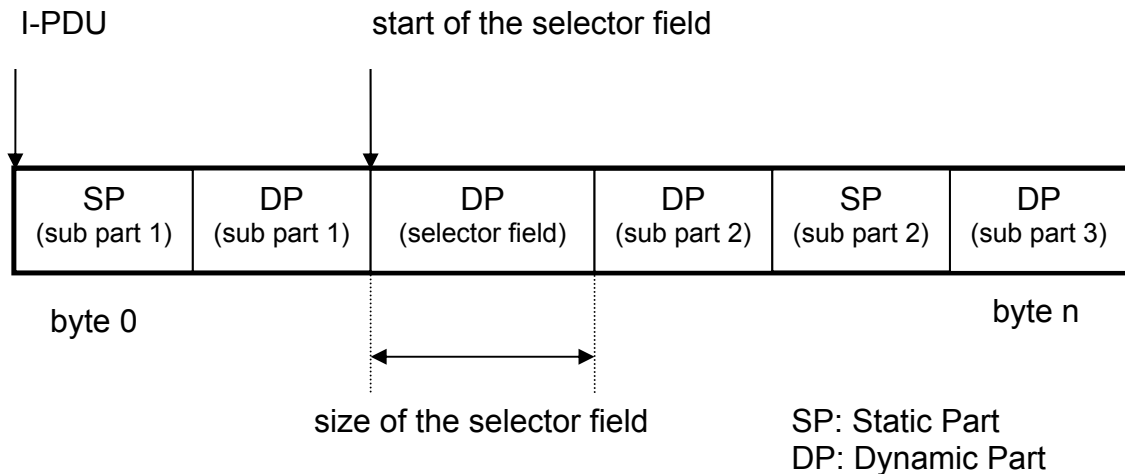 I-PDU
start of the selector field
SP
(sub part 1)
DP
(sub part 1)
DP
(selector field)
DP
(sub part 2)
SP
(sub part 2)
DP
(sub part 3)
byte 0
byte n
size of the selector field
SP: Static Part
DP: Dynamic Part